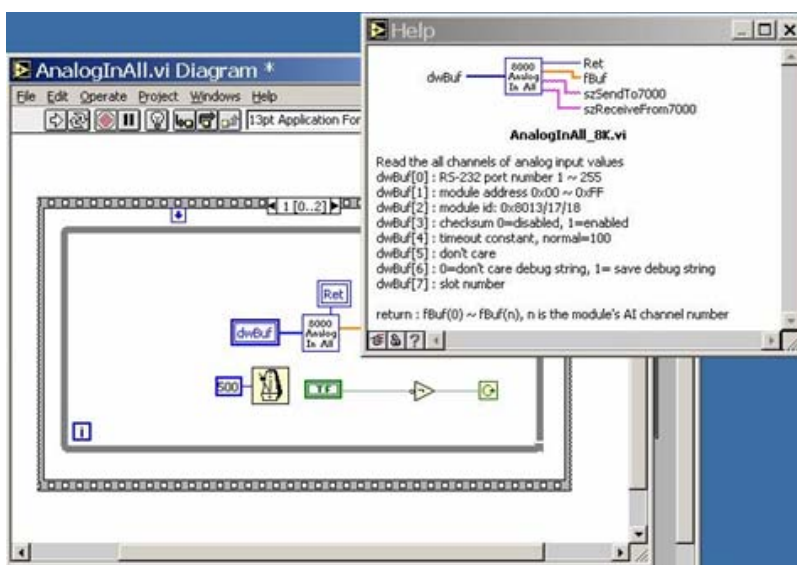 AnalogInAll.vi Diagram *
File Edit Operate Project Windows Help
13pt Application For
1 [0..2]
Ret
dwBuf
8000
Analog
In All
500
TF
i
Help
dwBuf
8000
Analog
In All
Ret
fBuf
szSendTo7000
szReceiveFrom7000
AnalogInAll_8K.vi
Read the all channels of analog input values
dwBuf[0] : RS-232 port number 1 ~ 255
dwBuf[1] : module address 0x00 ~ 0xFF
dwBuf[2] : module id: 0x8013/17/18
dwBuf[3] : checksum 0=disabled, 1=enabled
dwBuf[4] : timeout constant, normal=100
dwBuf[5] : don't care
dwBuf[6] : 0=don't care debug string, 1= save debug string
dwBuf[7] : slot number
return : fBuf(0) ~ fBuf(n), n is the module's AI channel number
?